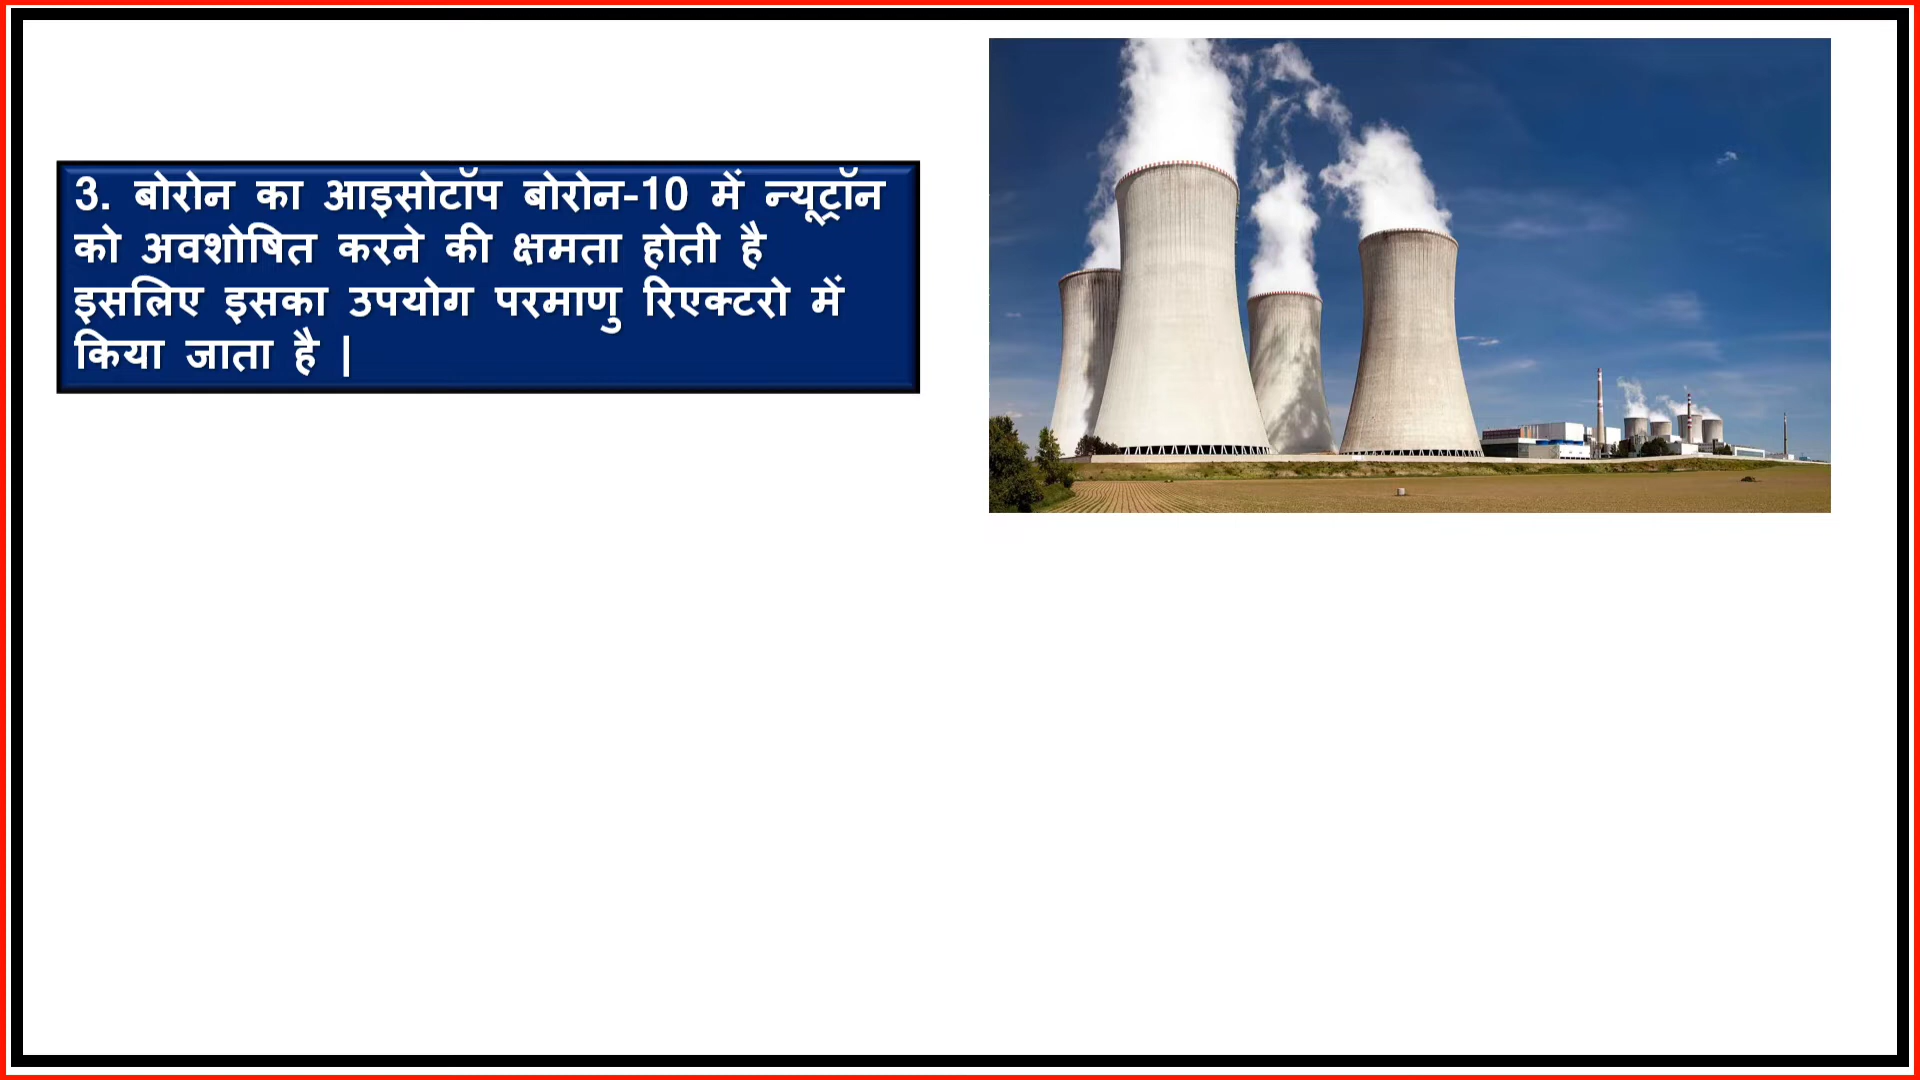 3. बोरोन का आइसोटॉप बोरोन-10 में न्यूट्रॉन
को अवशोषित करने की क्षमता होती है
इसलिए इसका उपयोग परमाणु रिएक्टरो में
किया जाता है |